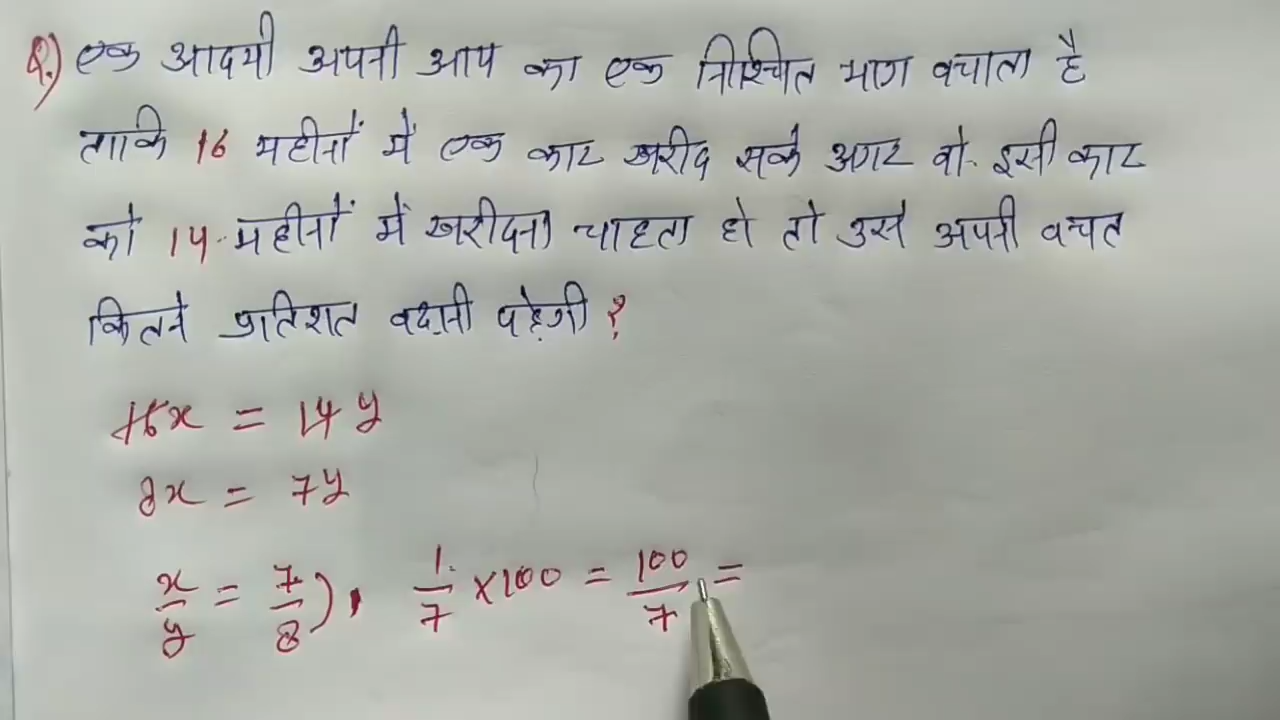 Q.) एक आदमी अपनी आय का एक निश्चित भाग बचाता है
ताकि 16 महीनों में एक कार खरीद सके अगर वो इसी कार
को 14 महीनों में खरीदना चाहता हो तो उसे अपनी बचत
कितने प्रतिशत बढ़ानी पड़ेगी ?
16x = 14y
8x = 7y
x/y = 7/8 ) 1 , 1/7 × 100 = 100/7 =